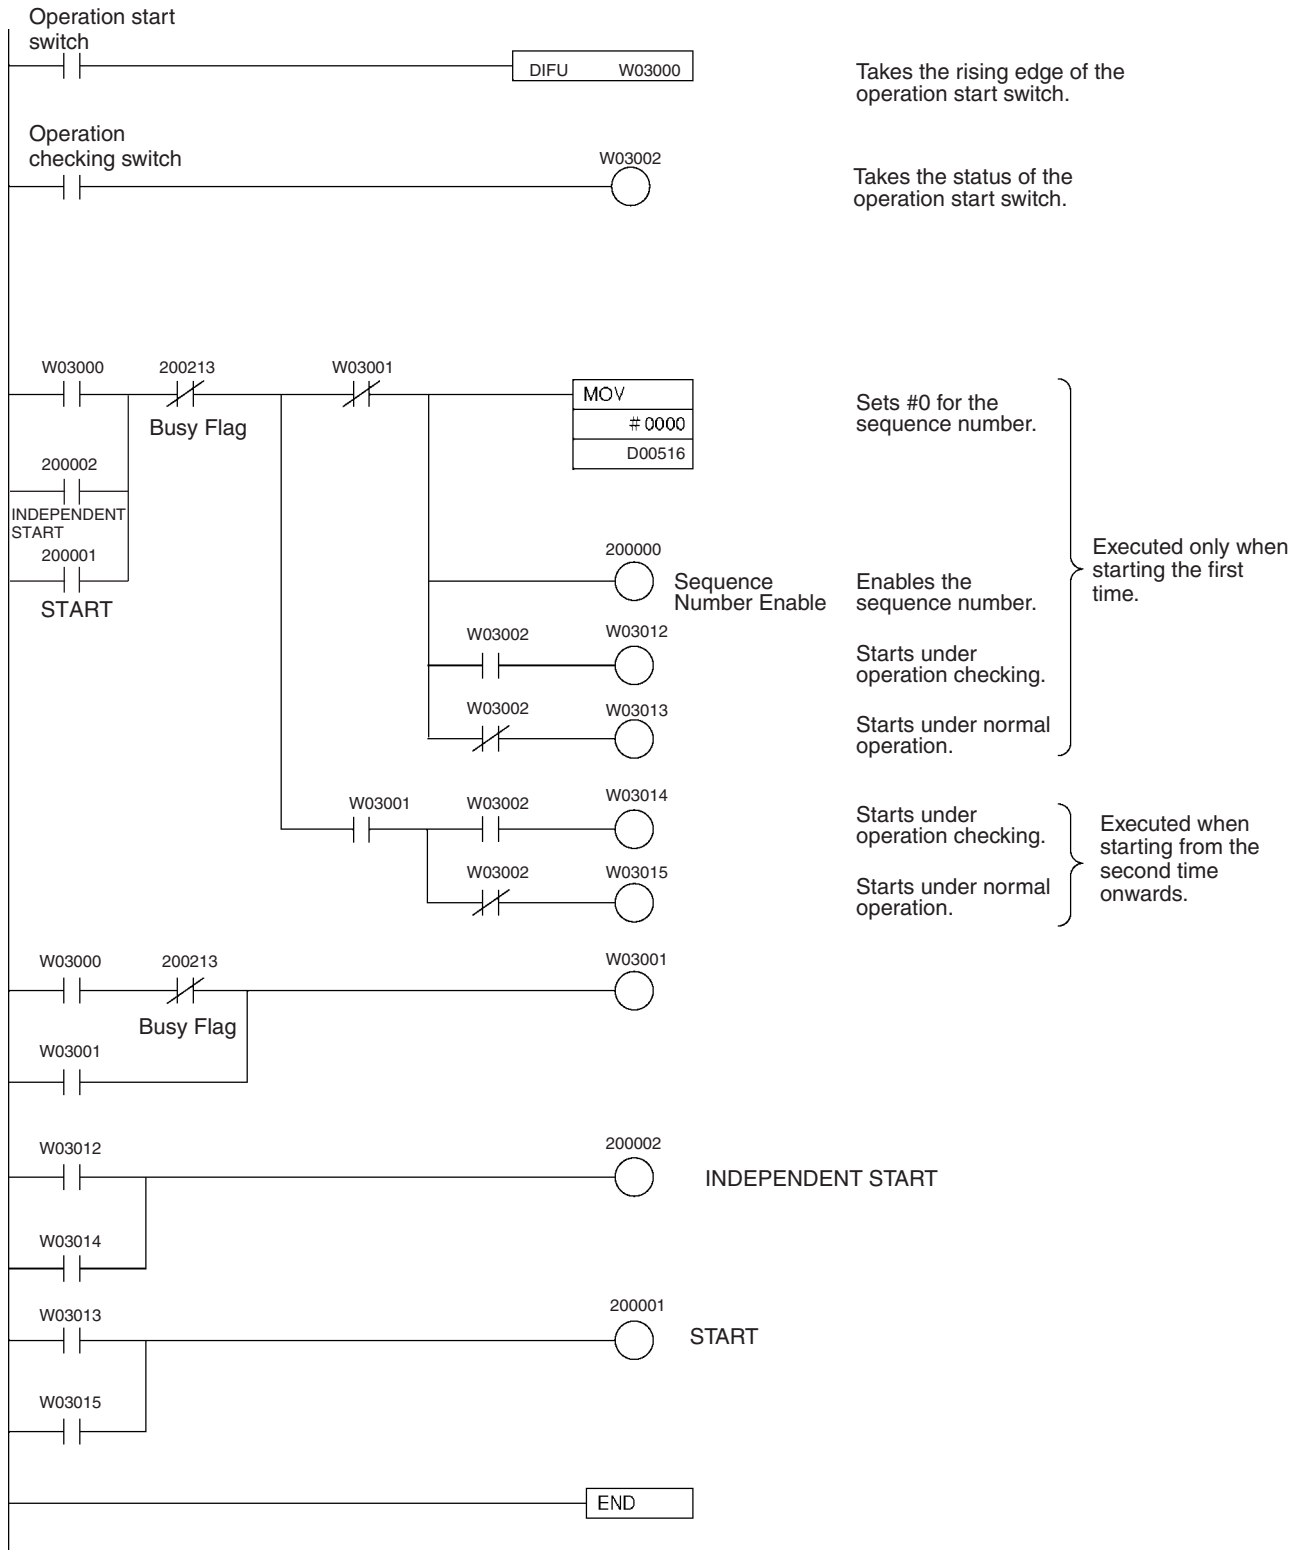 Operation start
switch
DIFU W03000
Takes the rising edge of the
operation start switch.
Operation
checking switch
W03002
Takes the status of the
operation start switch.
W03000
200213
W03001
Busy Flag
MOV
# 0000
D00516
Sets #0 for the
sequence number.
200002
INDEPENDENT
START
200001
START
200000
Sequence
Number Enable
Enables the
sequence number.
Executed only when
starting the first
time.
W03002
W03012
Starts under
operation checking.
W03002
W03013
Starts under normal
operation.
W03001
W03002
W03014
Starts under
operation checking.
Executed when
starting from the
second time
onwards.
W03002
W03015
Starts under normal
operation.
W03000
200213
W03001
Busy Flag
W03001
W03012
200002
INDEPENDENT START
W03014
W03013
200001
START
W03015
END